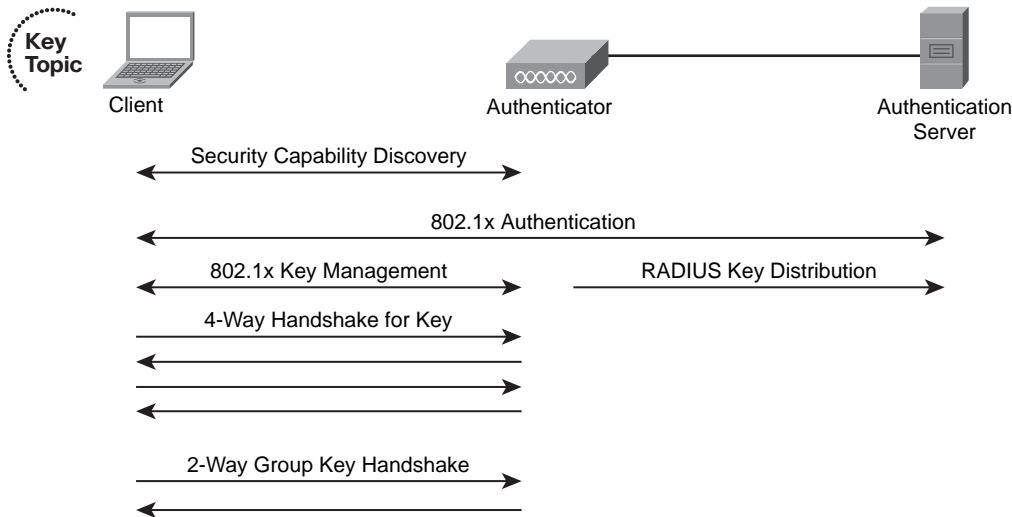 Key
Topic
Client
Authenticator
Authentication
Server
Security Capability Discovery
802.1x Authentication
802.1x Key Management
RADIUS Key Distribution
4-Way Handshake for Key
2-Way Group Key Handshake